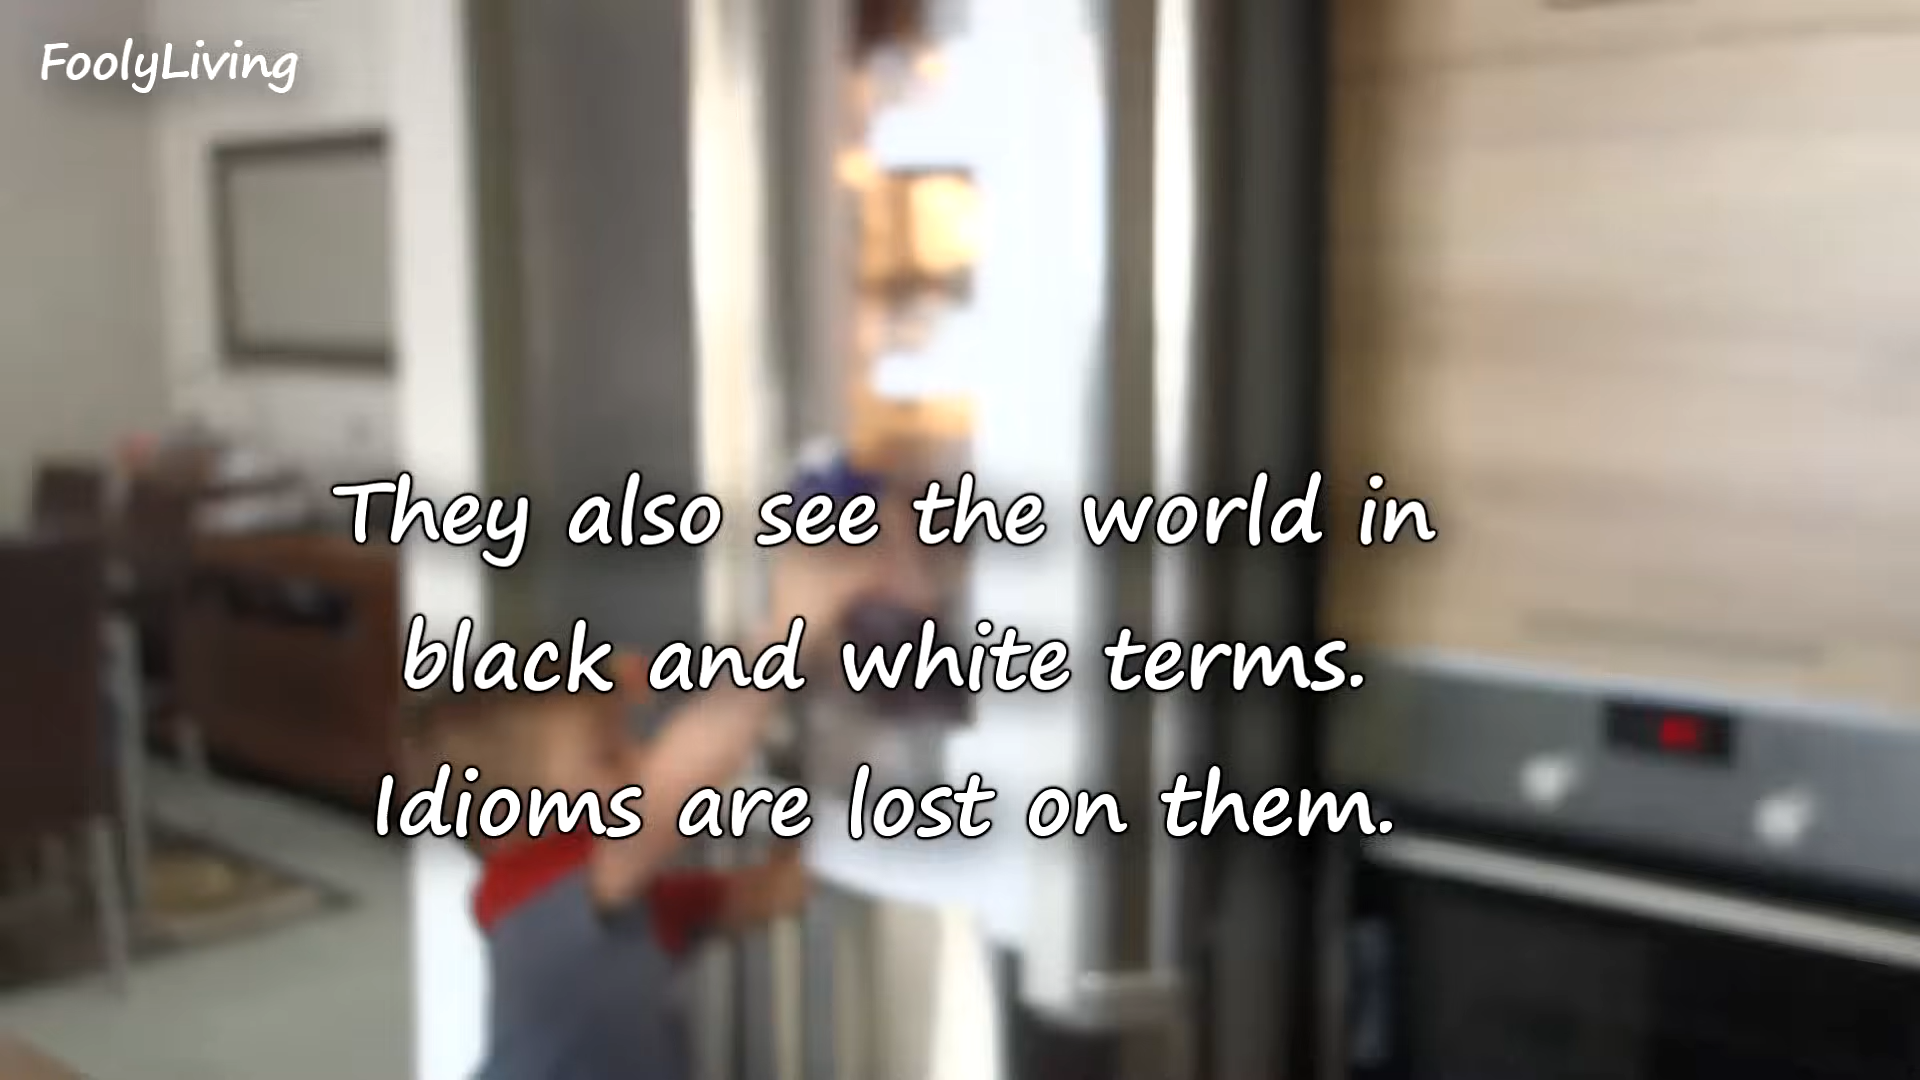 FoolyLiving
They also see the world in
black and white terms.
Idioms are lost on them.